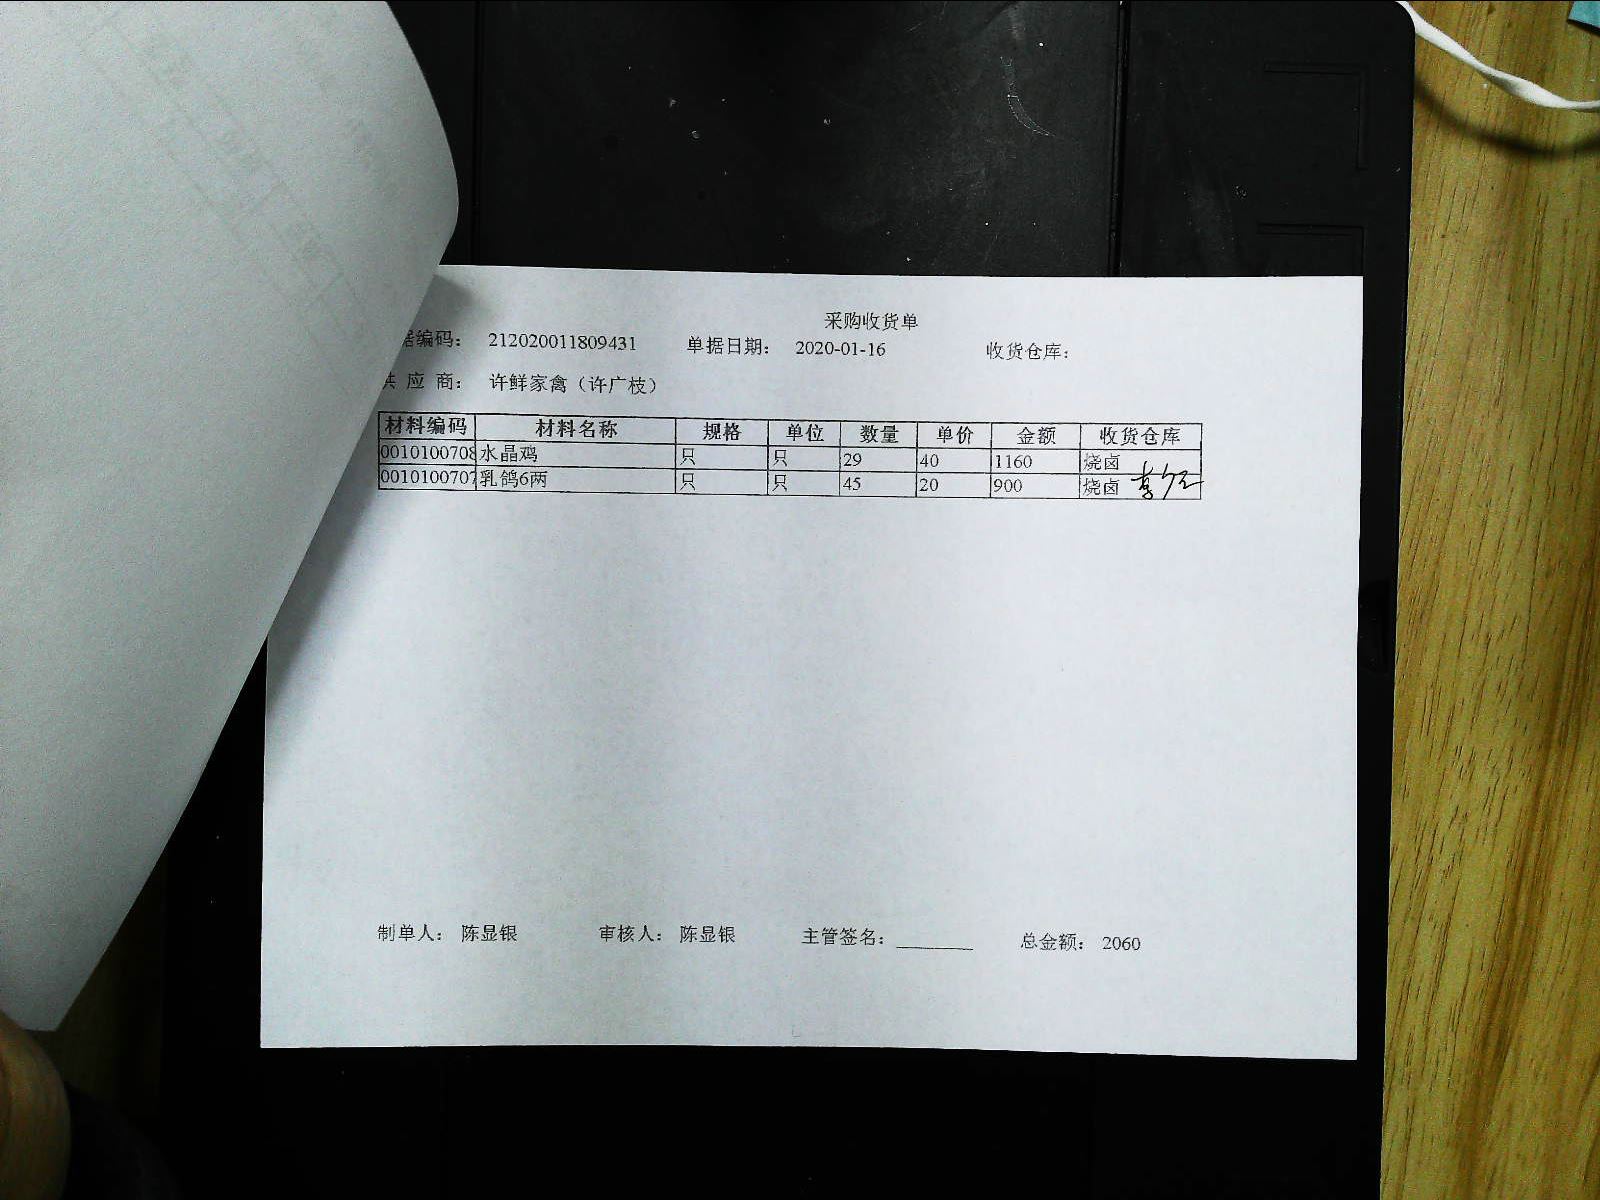 采购收货单
据编码： 212020011809431 单据日期： 2020-01-16 收货仓库：
供 应 商： 许鲜家禽（许广枝）
材料编码 材料名称 规格 单位 数量 单价 金额 收货仓库
0010100708 水晶鸡 只 只 29 40 1160 烧卤
0010100707 乳鸽6两 只 只 45 20 900 烧卤
制单人： 陈显银 审核人： 陈显银 主管签名： 总金额： 2060